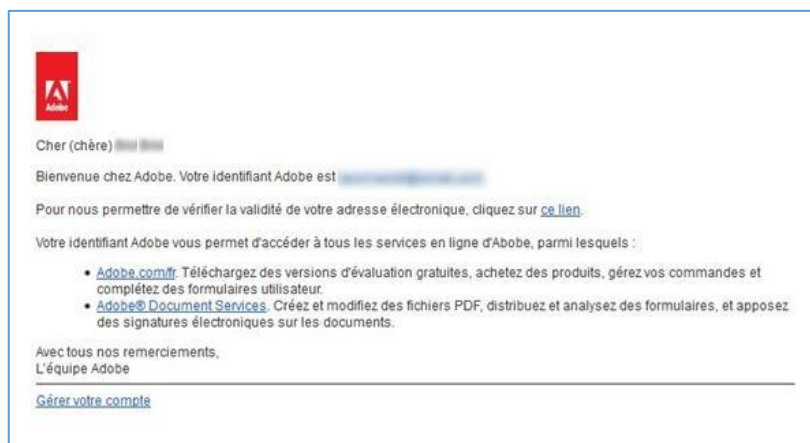 Adobe
Cher (chère)
Bienvenue chez Adobe. Votre identifiant Adobe est
Pour nous permettre de vérifier la validité de votre adresse électronique, cliquez sur ce lien.
Votre identifiant Adobe vous permet d'accéder à tous les services en ligne d'Abobe, parmi lesquels :
• Adobe.com/fr. Téléchargez des versions d'évaluation gratuites, achetez des produits, gérez vos commandes et
complétez des formulaires utilisateur.
• Adobe® Document Services. Créez et modifiez des fichiers PDF, distribuez et analysez des formulaires, et apposez
des signatures électroniques sur les documents.
Avec tous nos remerciements,
L'équipe Adobe
Gérer votre compte